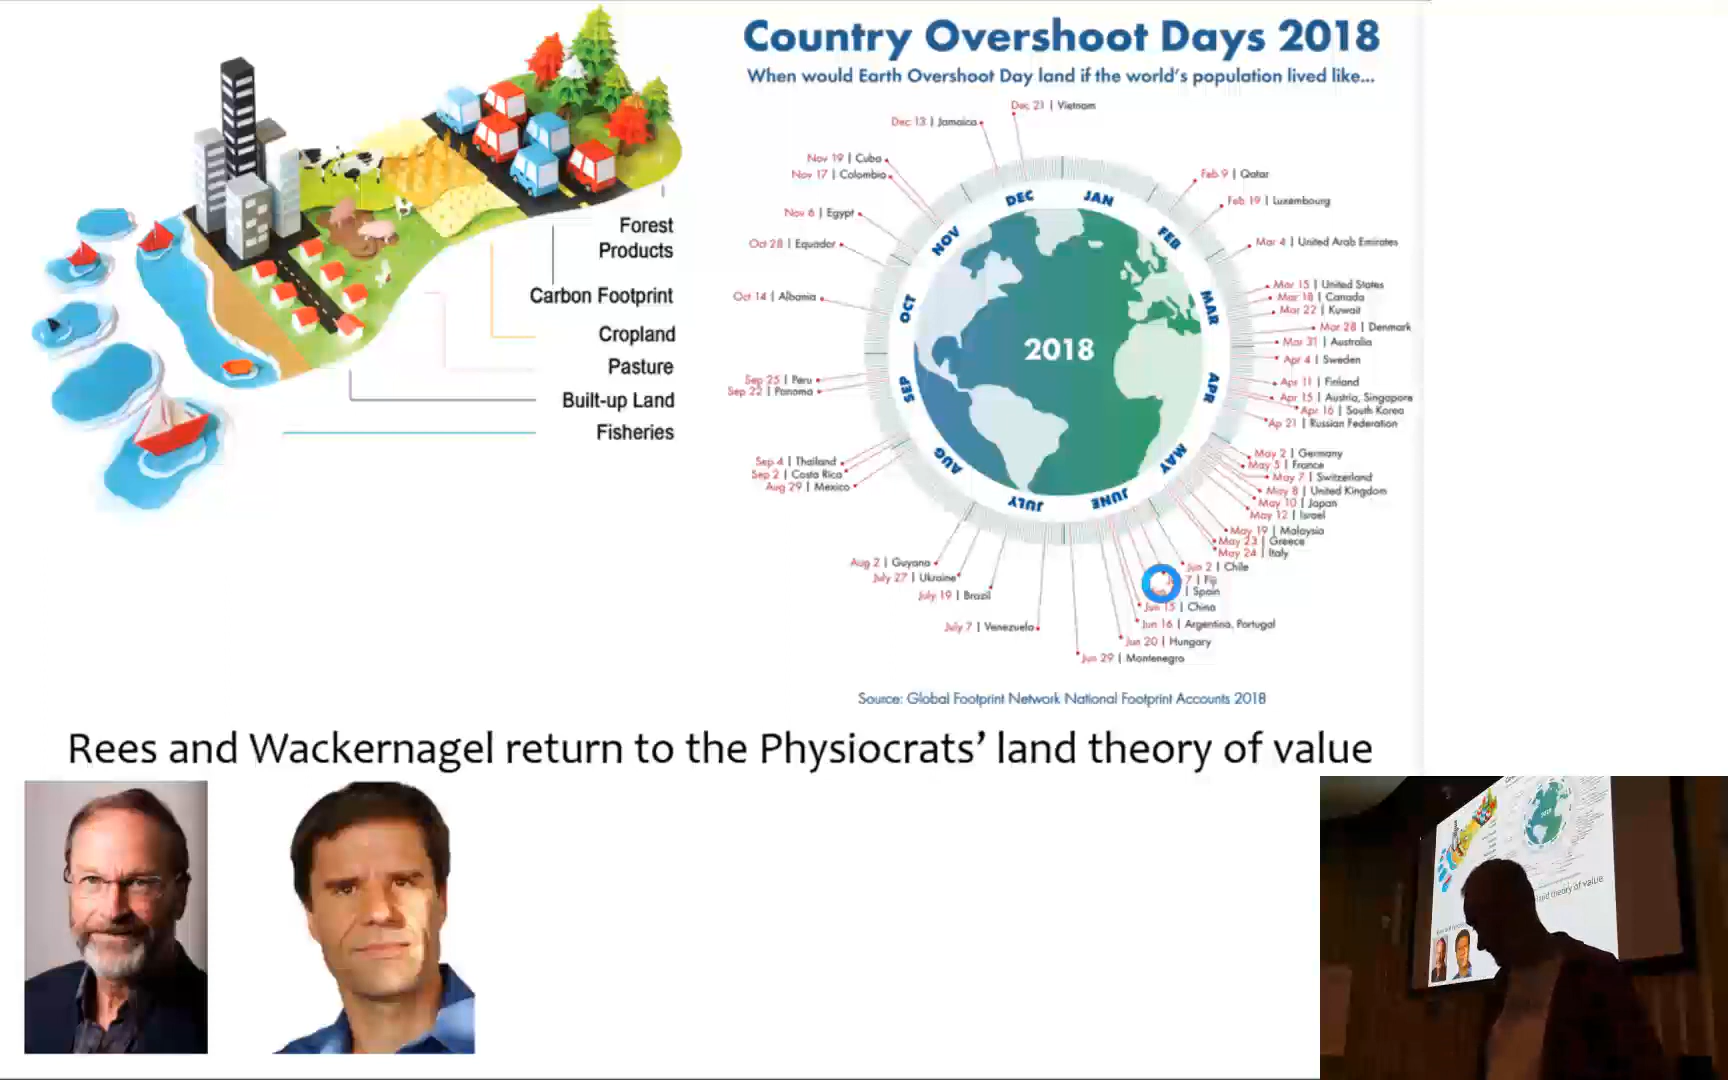 Forest
Products
Carbon Footprint
Cropland
Pasture
Built-up Land
Fisheries
Country Overshoot Days 2018
When would Earth Overshoot Day land if the world's population lived like...
Dec 21 | Vietnam
Dec 13 | Jamaica
Nov 19 | Cuba
Nov 17 | Colombia
Nov 6 | Egypt
Oct 28 | Equador
Oct 14 | Albania
Sep 25 | Peru
Sep 22 | Panama
Sep 4 | Thailand
Sep 2 | Costa Rica
Aug 29 | Mexico
Aug 2 | Guyana
July 27 | Ukraine
July 19 | Brazil
July 7 | Venezuela
DEC
JAN
NOV
FEB
OCT
MAR
2018
SEP
APR
AUG
MAY
JULY
JUNE
Feb 9 | Qatar
Feb 19 | Luxembourg
Mar 4 | United Arab Emirates
Mar 15 | United States
Mar 18 | Canada
Mar 22 | Kuwait
Mar 28 | Denmark
Mar 31 | Australia
Apr 4 | Sweden
Apr 11 | Finland
Apr 15 | Austria, Singapore
Apr 16 | South Korea
Ap 21 | Russian Federation
May 2 | Germany
May 5 | France
May 7 | Switzerland
May 8 | United Kingdom
May 10 | Japan
May 12 | Israel
May 19 | Malaysia
May 23 | Greece
May 24 | Italy
Jun 2 | Chile
7 | Fiji
| Spain
Jun 15 | China
Jun 16 | Argentina, Portugal
Jun 20 | Hungary
Jun 29 | Montenegro
Source: Global Footprint Network National Footprint Accounts 2018
Rees and Wackernagel return to the Physiocrats' land theory of value
land theory of value